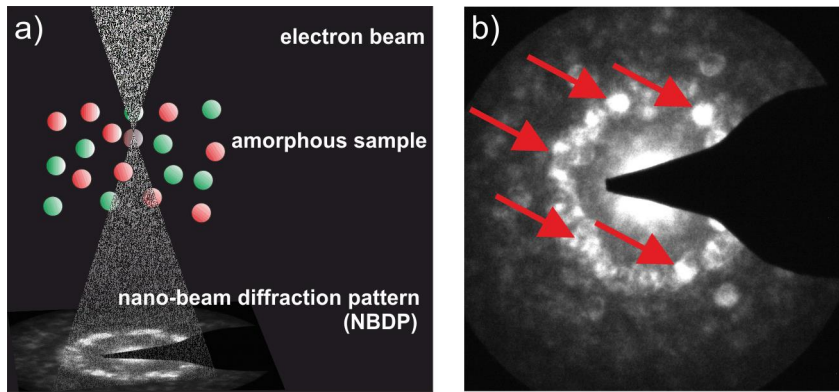 a)
electron beam
amorphous sample
nano-beam diffraction pattern
(NBDP)
b)